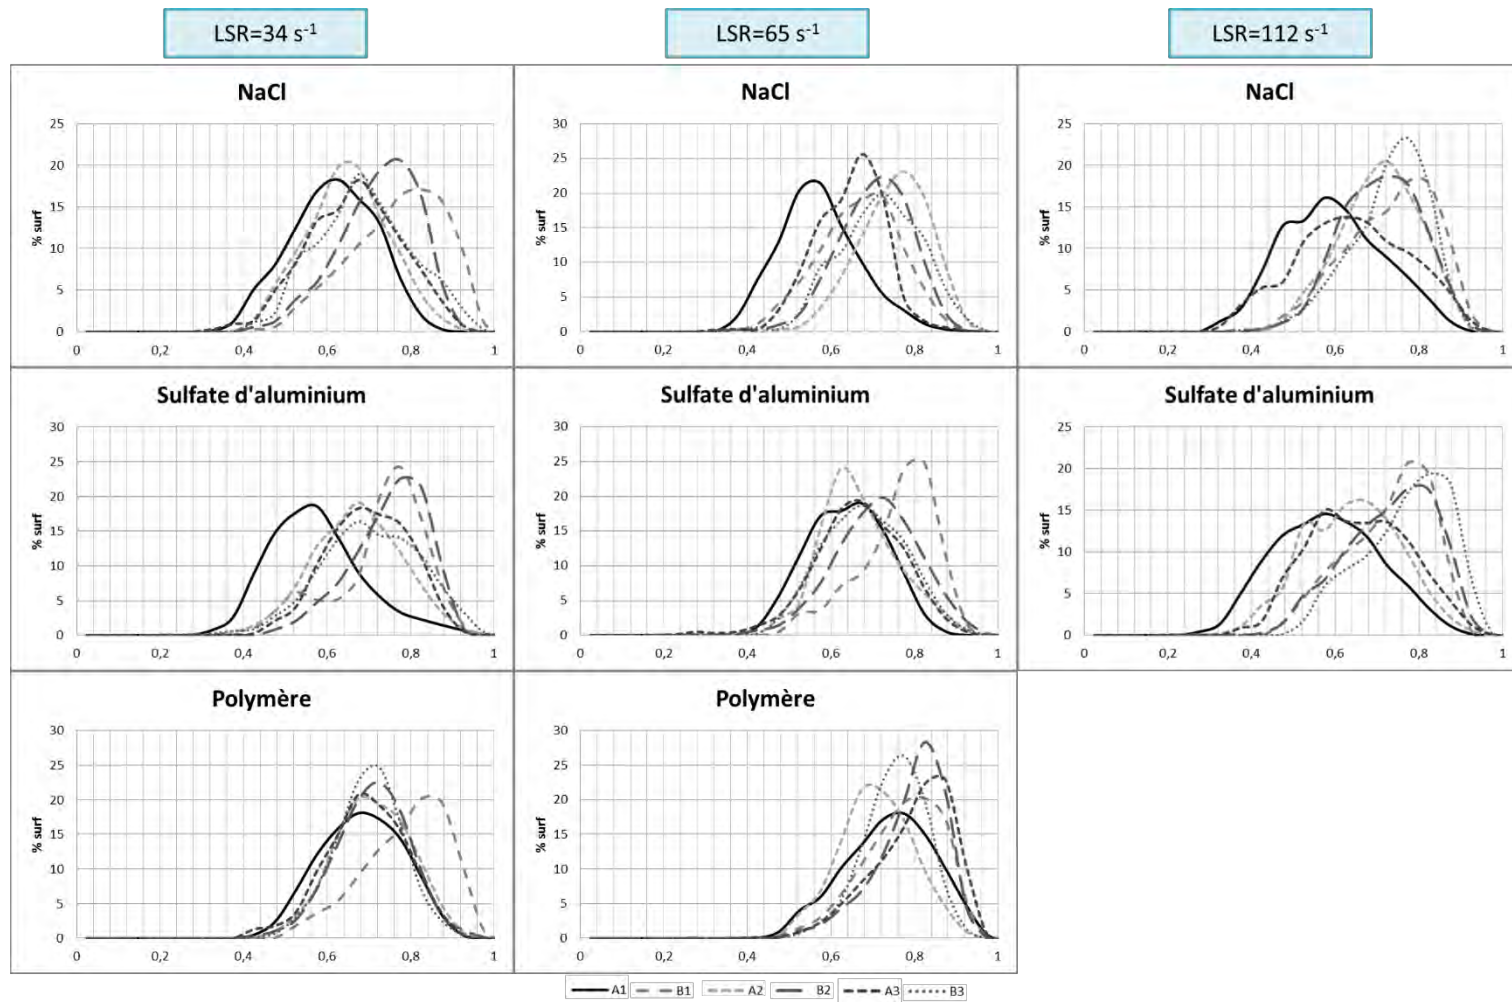 LSR=34 s⁻¹
LSR=65 s⁻¹
LSR=112 s⁻¹
NaCl
% surf
25
20
15
10
5
0
0 0,2 0,4 0,6 0,8 1
NaCl
% surf
30
25
20
15
10
5
0
0 0,2 0,4 0,6 0,8 1
NaCl
% surf
25
20
15
10
5
0
0 0,2 0,4 0,6 0,8 1
Sulfate d'aluminium
% surf
30
25
20
15
10
5
0
0 0,2 0,4 0,6 0,8 1
Sulfate d'aluminium
% surf
30
25
20
15
10
5
0
0 0,2 0,4 0,6 0,8 1
Sulfate d'aluminium
% surf
25
20
15
10
5
0
0 0,2 0,4 0,6 0,8 1
Polymère
% surf
30
25
20
15
10
5
0
0 0,2 0,4 0,6 0,8 1
Polymère
% surf
30
25
20
15
10
5
0
0 0,2 0,4 0,6 0,8 1
A1 B1 A2 B2 A3 B3